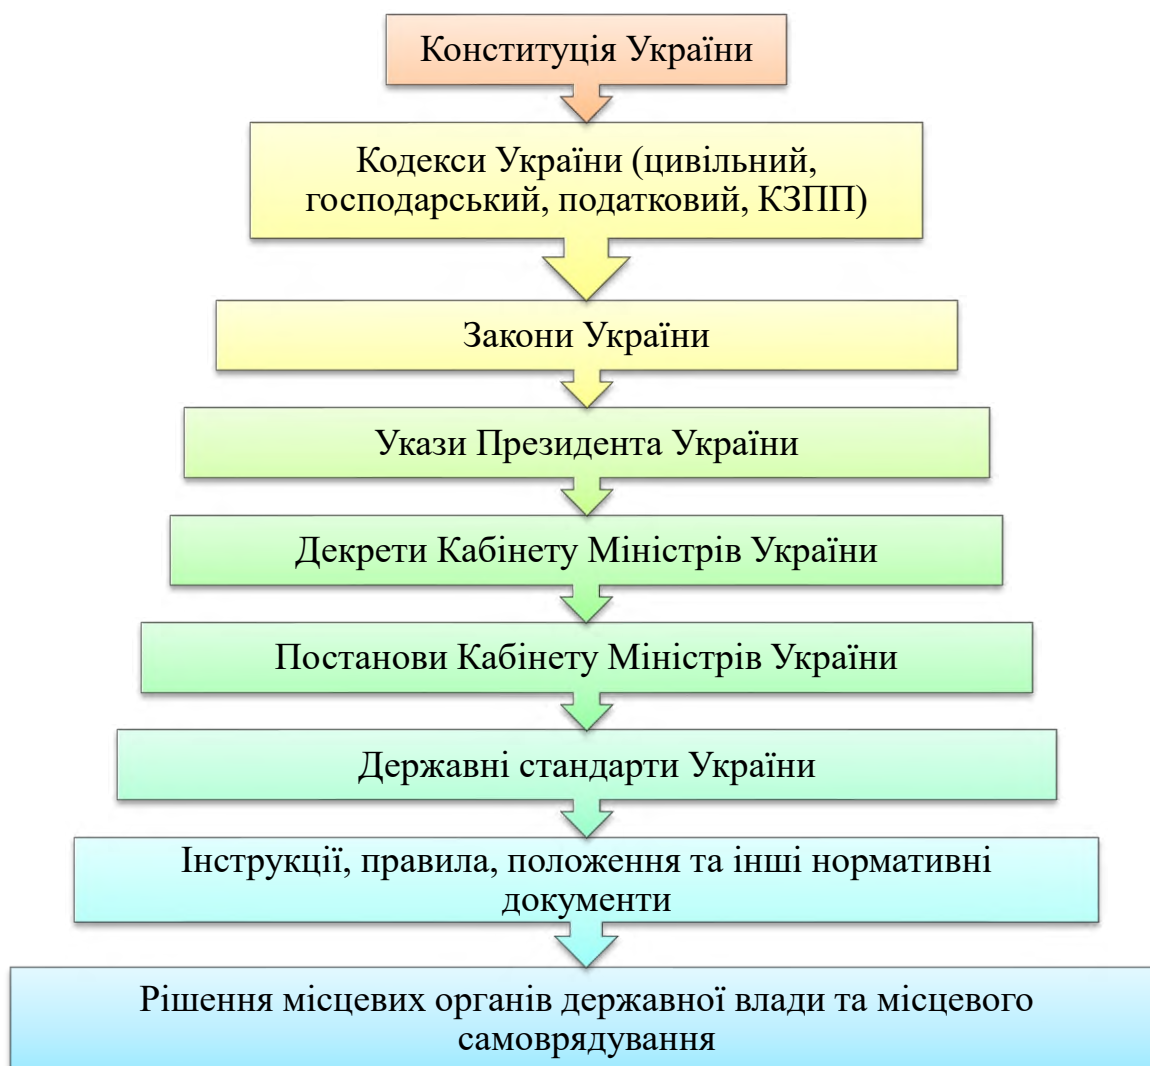 Конституція України
Кодекси України (цивільний,
господарський, податковий, КЗПП)
Закони України
Укази Президента України
Декрети Кабінету Міністрів України
Постанови Кабінету Міністрів України
Державні стандарти України
Інструкції, правила, положення та інші нормативні
документи
Рішення місцевих органів державної влади та місцевого
самоврядування